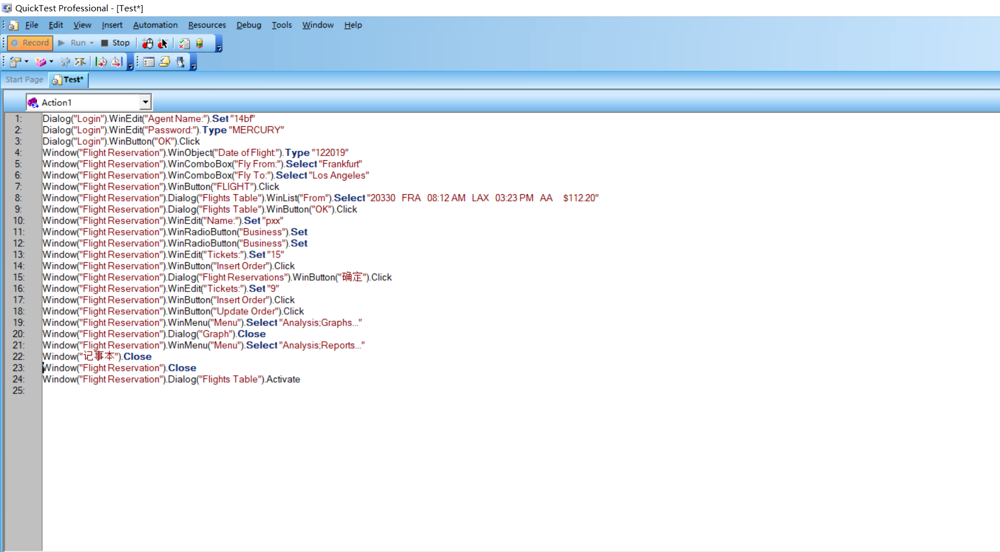 QuickTest Professional - [Test*]
File Edit View Insert Automation Resources Debug Tools Window Help
Record Run Stop
Start Page Test*
Action1
1: Dialog("Login").WinEdit("Agent Name:").Set "14bf"
2: Dialog("Login").WinEdit("Password:").Type "MERCURY"
3: Dialog("Login").WinButton("OK").Click
4: Window("Flight Reservation").WinObject("Date of Flight:").Type "122019"
5: Window("Flight Reservation").WinComboBox("Fly From:").Select "Frankfurt"
6: Window("Flight Reservation").WinComboBox("Fly To:").Select "Los Angeles"
7: Window("Flight Reservation").WinButton("FLIGHT").Click
8: Window("Flight Reservation").Dialog("Flights Table").WinList("From").Select "20330   FRA   08:12 AM   LAX   03:23 PM   AA     $112.20"
9: Window("Flight Reservation").Dialog("Flights Table").WinButton("OK").Click
10: Window("Flight Reservation").WinEdit("Name:").Set "pxx"
11: Window("Flight Reservation").WinRadioButton("Business").Set
12: Window("Flight Reservation").WinRadioButton("Business").Set
13: Window("Flight Reservation").WinEdit("Tickets:").Set "15"
14: Window("Flight Reservation").WinButton("Insert Order").Click
15: Window("Flight Reservation").Dialog("Flight Reservations").WinButton("确定").Click
16: Window("Flight Reservation").WinEdit("Tickets:").Set "9"
17: Window("Flight Reservation").WinButton("Insert Order").Click
18: Window("Flight Reservation").WinButton("Update Order").Click
19: Window("Flight Reservation").WinMenu("Menu").Select "Analysis;Graphs..."
20: Window("Flight Reservation").Dialog("Graph").Close
21: Window("Flight Reservation").WinMenu("Menu").Select "Analysis;Reports..."
22: Window("记事本").Close
23: Window("Flight Reservation").Close
24: Window("Flight Reservation").Dialog("Flights Table").Activate
25: